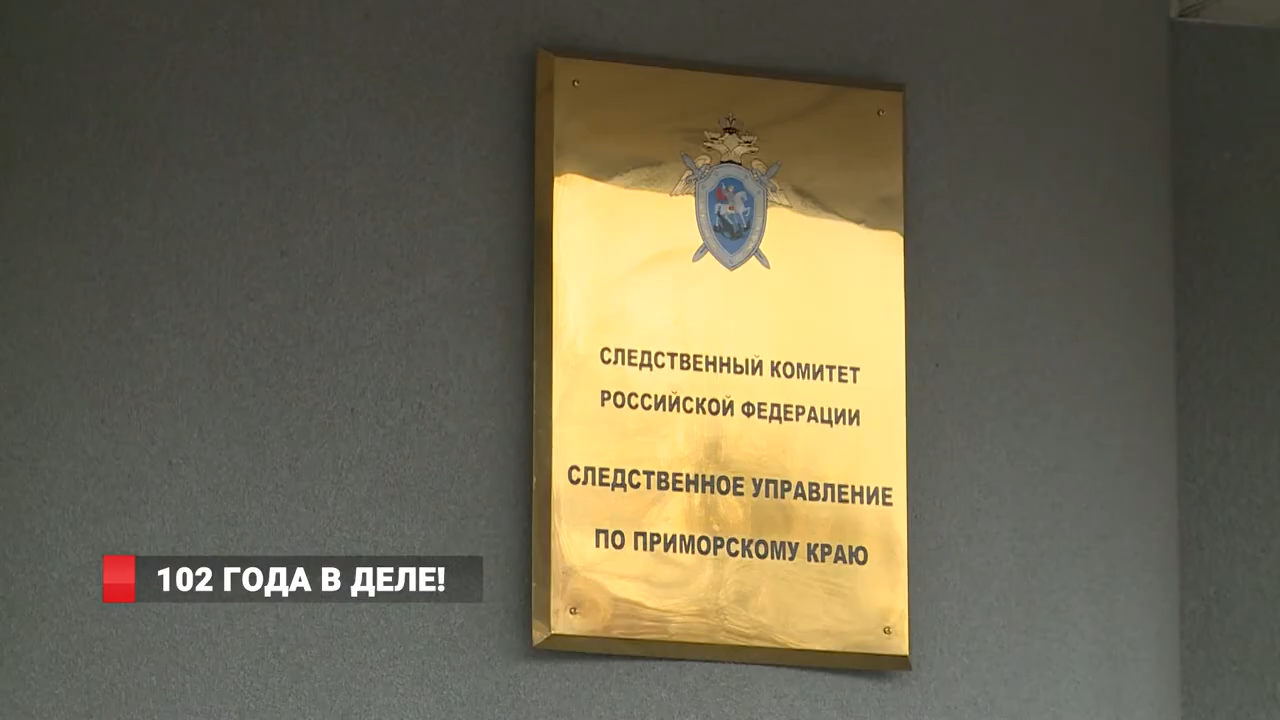 СЛЕДСТВЕННЫЙ КОМИТЕТ
РОССИЙСКОЙ ФЕДЕРАЦИИ
СЛЕДСТВЕННОЕ УПРАВЛЕНИЕ
ПО ПРИМОРСКОМУ КРАЮ
102 ГОДА В ДЕЛЕ!